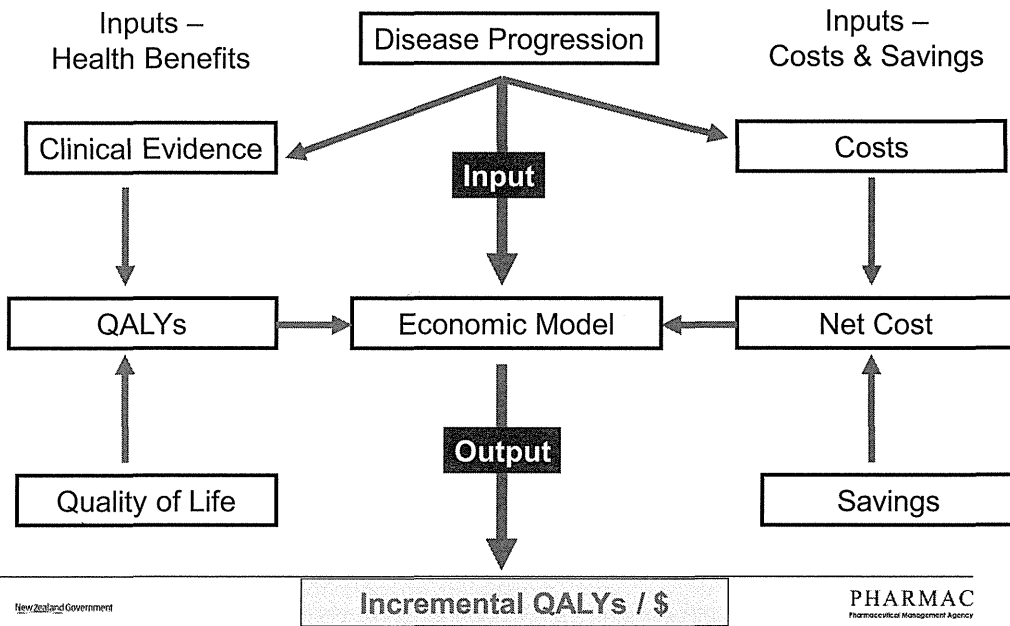 Inputs –
Health Benefits
Disease Progression
Inputs –
Costs & Savings
Clinical Evidence
Input
Costs
QALYs
Economic Model
Net Cost
Output
Quality of Life
Savings
New Zealand Government
Incremental QALYs / $
PHARMAC
Pharmaceutical Management Agency